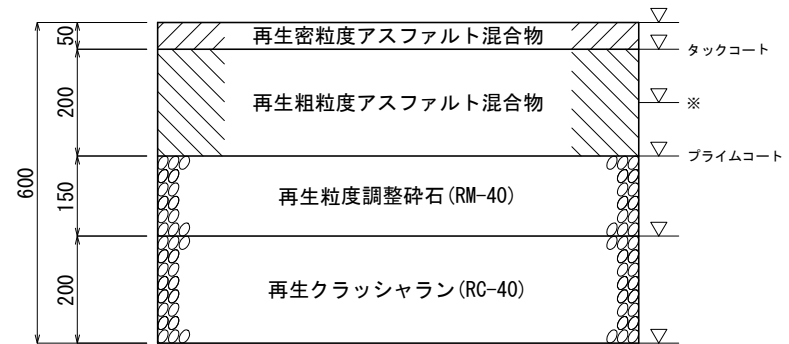 50
再生密粒度アスファルト混合物
タックコート
200
再生粗粒度アスファルト混合物
※
プライムコート
600
150
再生粒度調整砕石(RM-40)
200
再生クラッシャラン(RC-40)